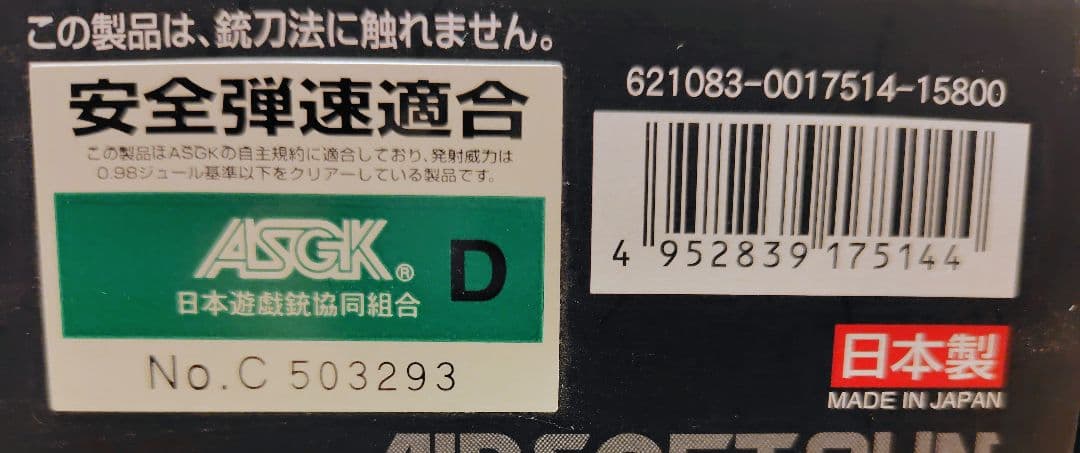 この製品は、銃刀法に触れません。
安全弾速適合
この製品はASGKの自主規約に適合しており、発射威力は
0.98ジュール基準以下をクリアーしている製品です。
ASGK® D
日本遊戯銃協同組合
No.C 503293
621083-0017514-15800
4 952839 175144
日本製
MADE IN JAPAN
AIRSOFT GUN